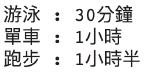 游泳 : 30分鐘
單車 : 1小時
跑步 : 1小時半